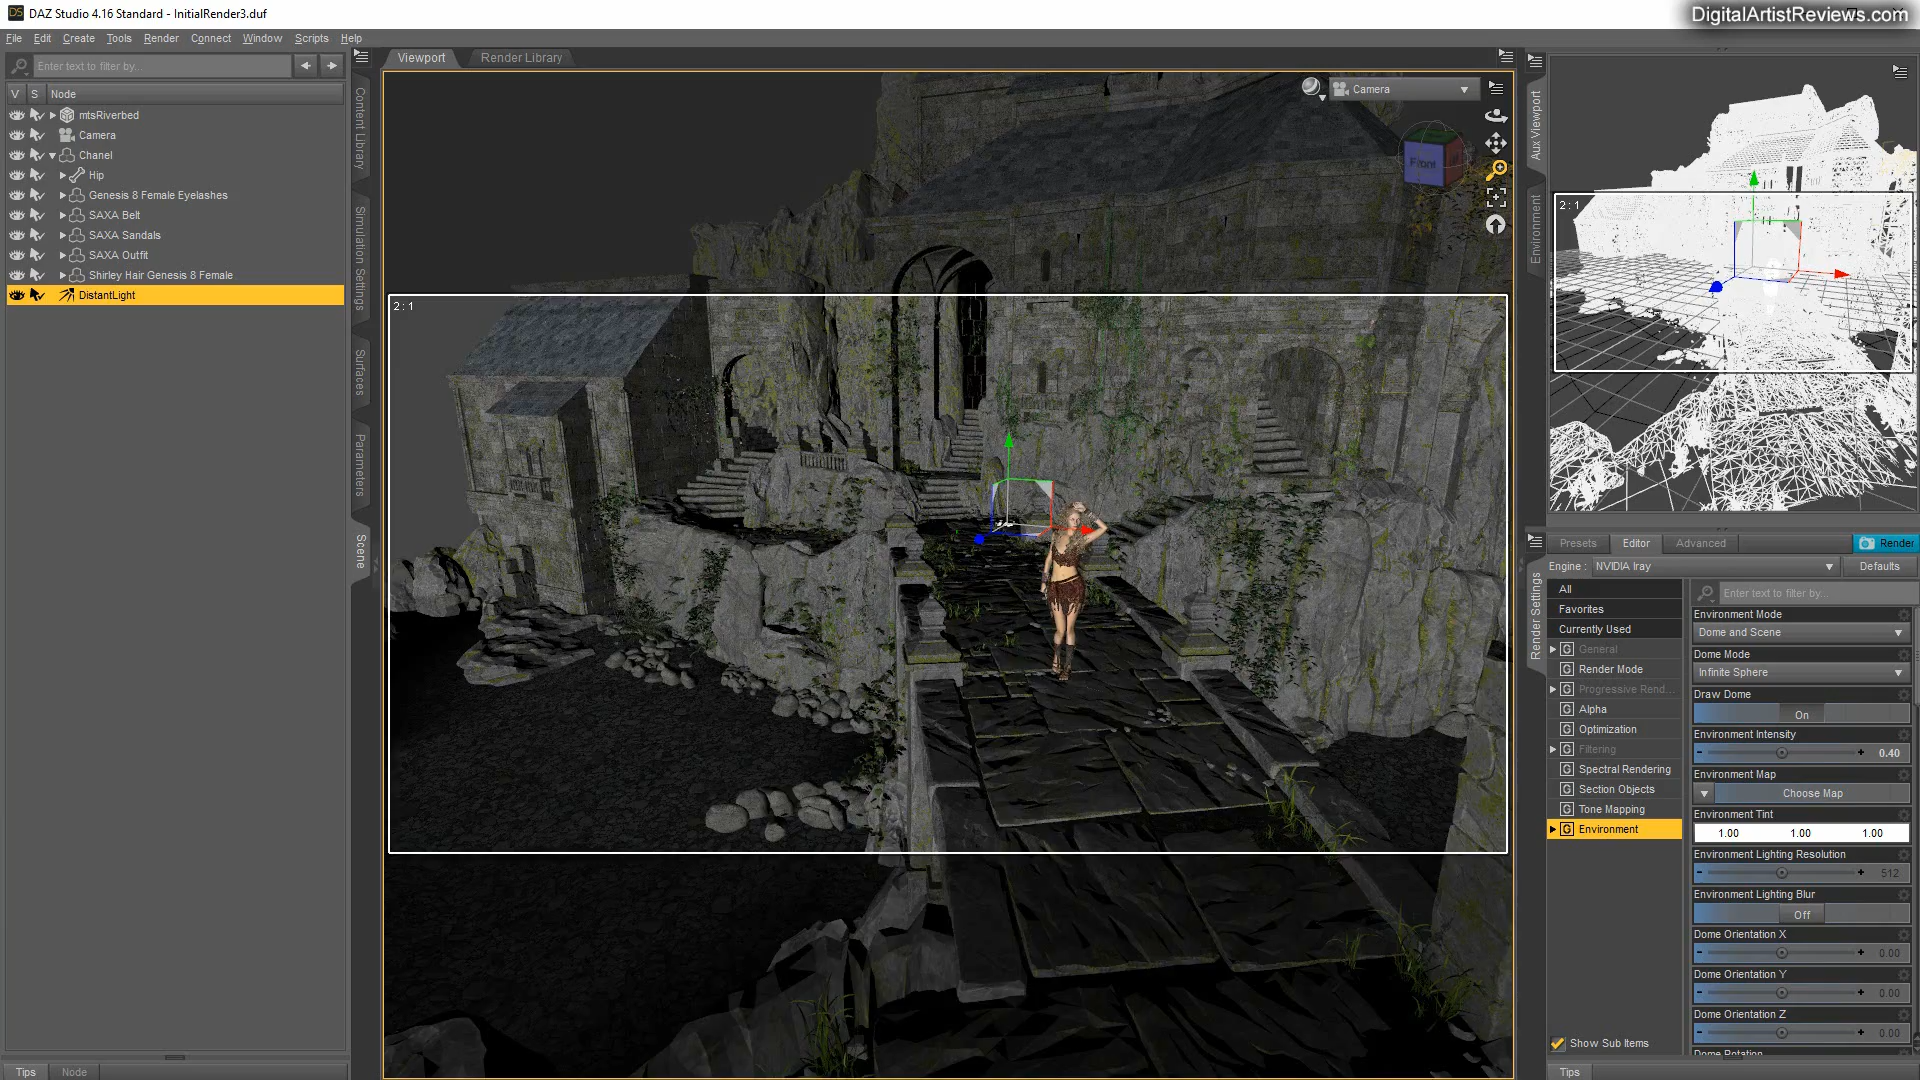 DAZ Studio 4.16 Standard - InitialRender3.duf
DigitalArtistReviews.com
File Edit Create Tools Render Connect Window Scripts Help
Enter text to filter by...
V S Node
mtsRiverbed
Camera
Chanel
Hip
Genesis 8 Female Eyelashes
SAXA Belt
SAXA Sandals
SAXA Outfit
Shirley Hair Genesis 8 Female
DistantLight
Tips Node
Content Library
Simulation Settings
Surfaces
Parameters
Scene
Viewport Render Library
Camera
Front
2 : 1
Aux Viewport
Environment
2 : 1
Render Settings
Presets Editor Advanced Render
Engine : NVIDIA Iray Defaults
All
Favorites
Currently Used
General
Render Mode
Progressive Rend...
Alpha
Optimization
Filtering
Spectral Rendering
Section Objects
Tone Mapping
Environment
Show Sub Items
Enter text to filter by...
Environment Mode
Dome and Scene
Dome Mode
Infinite Sphere
Draw Dome
On
Environment Intensity
0.40
Environment Map
Choose Map
Environment Tint
1.00 1.00 1.00
Environment Lighting Resolution
512
Environment Lighting Blur
Off
Dome Orientation X
0.00
Dome Orientation Y
0.00
Dome Orientation Z
0.00
Dome Rotation
Tips